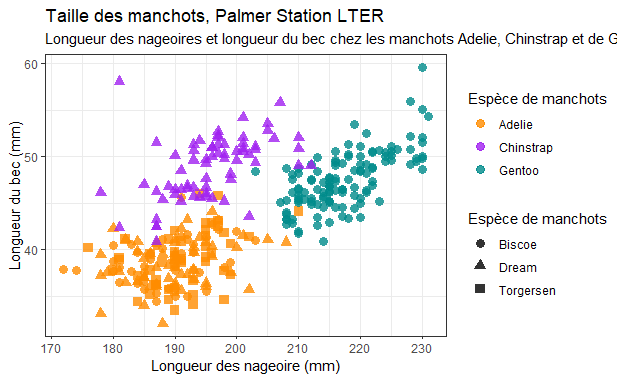 Taille des manchots, Palmer Station LTER
Longueur des nageoires et longueur du bec chez les manchots Adelie, Chinstrap et de G
60
50
40
Longueur du bec (mm)
170 180 190 200 210 220 230
Longueur des nageoire (mm)
Espèce de manchots
Adelie
Chinstrap
Gentoo
Espèce de manchots
Biscoe
Dream
Torgersen